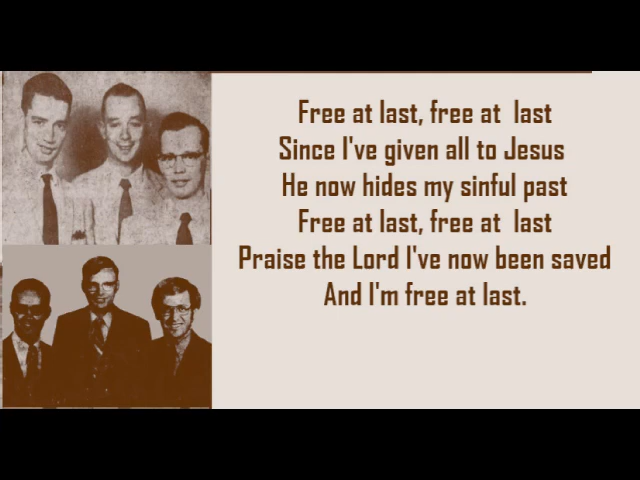 Free at last, free at last
Since I've given all to Jesus
He now hides my sinful past
Free at last, free at last
Praise the Lord I've now been saved
And I'm free at last.